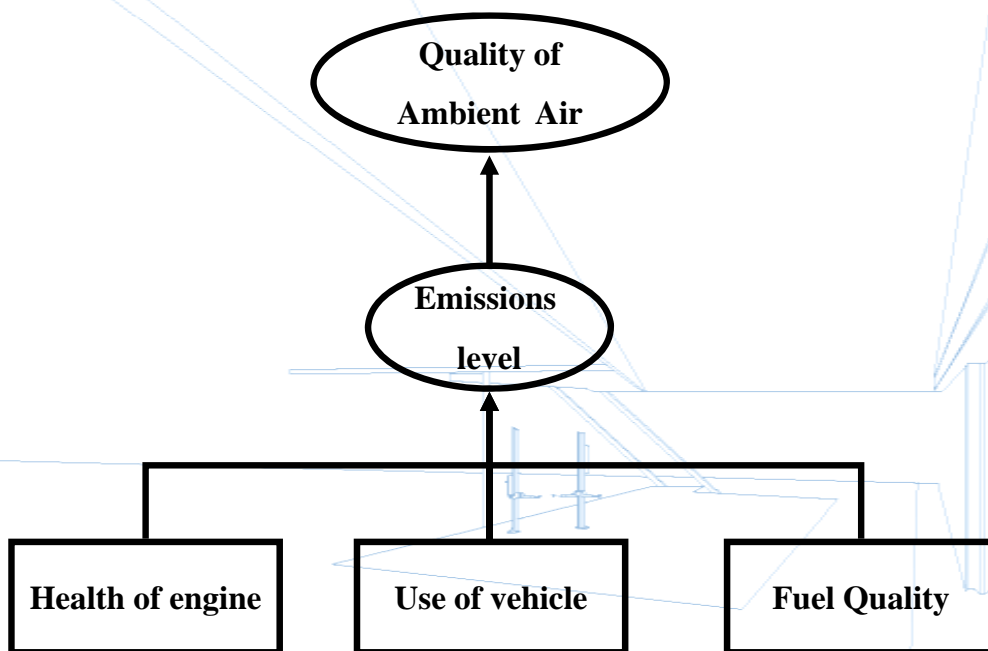 Quality of
Ambient Air
Emissions
level
Health of engine
Use of vehicle
Fuel Quality